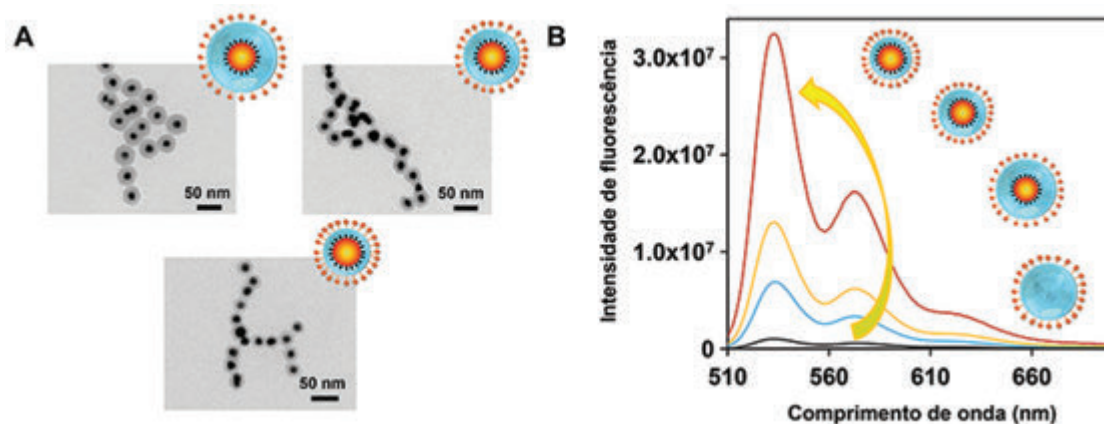 A
50 nm
50 nm
50 nm
B
Intensidade de fluorescência
3.0x10⁷
2.0x10⁷
1.0x10⁷
0
510
560
610
660
Comprimento de onda (nm)